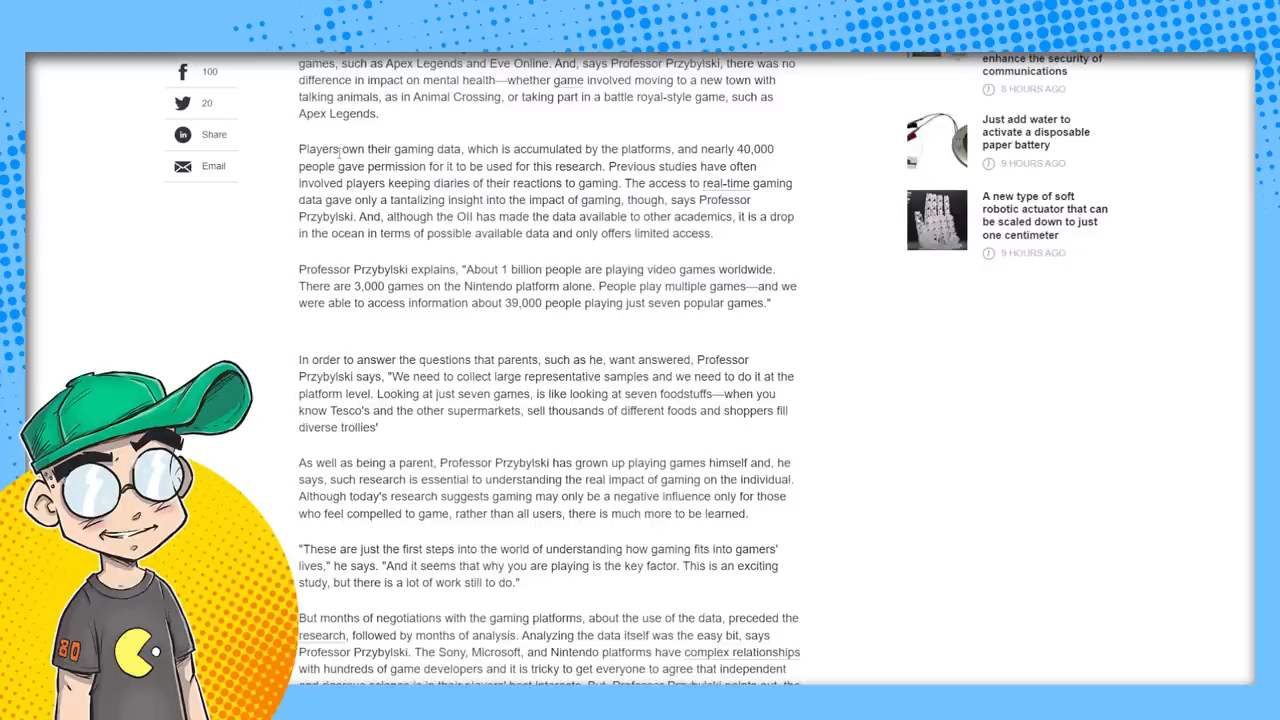 100
20
Share
Email
games, such as Apex Legends and Eve Online. And, says Professor Przybylski, there was no
difference in impact on mental health—whether game involved moving to a new town with
talking animals, as in Animal Crossing, or taking part in a battle royal-style game, such as
Apex Legends.
Players own their gaming data, which is accumulated by the platforms, and nearly 40,000
people gave permission for it to be used for this research. Previous studies have often
involved players keeping diaries of their reactions to gaming. The access to real-time gaming
data gave only a tantalizing insight into the impact of gaming, though, says Professor
Przybylski. And, although the OII has made the data available to other academics, it is a drop
in the ocean in terms of possible available data and only offers limited access.
Professor Przybylski explains, "About 1 billion people are playing video games worldwide.
There are 3,000 games on the Nintendo platform alone. People play multiple games—and we
were able to access information about 39,000 people playing just seven popular games."
In order to answer the questions that parents, such as he, want answered, Professor
Przybylski says, "We need to collect large representative samples and we need to do it at the
platform level. Looking at just seven games, is like looking at seven foodstuffs—when you
know Tesco's and the other supermarkets, sell thousands of different foods and shoppers fill
diverse trollies'
As well as being a parent, Professor Przybylski has grown up playing games himself and, he
says, such research is essential to understanding the real impact of gaming on the individual.
Although today's research suggests gaming may only be a negative influence only for those
who feel compelled to game, rather than all users, there is much more to be learned.
"These are just the first steps into the world of understanding how gaming fits into gamers'
lives," he says. "And it seems that why you are playing is the key factor. This is an exciting
study, but there is a lot of work still to do."
But months of negotiations with the gaming platforms, about the use of the data, preceded the
research, followed by months of analysis. Analyzing the data itself was the easy bit, says
Professor Przybylski. The Sony, Microsoft, and Nintendo platforms have complex relationships
with hundreds of game developers and it is tricky to get everyone to agree that independent
and rigorous science is in their players' best interests. But, Professor Przybylski points out, the
enhance the security of
communications
8 HOURS AGO
Just add water to
activate a disposable
paper battery
9 HOURS AGO
A new type of soft
robotic actuator that can
be scaled down to just
one centimeter
9 HOURS AGO
80